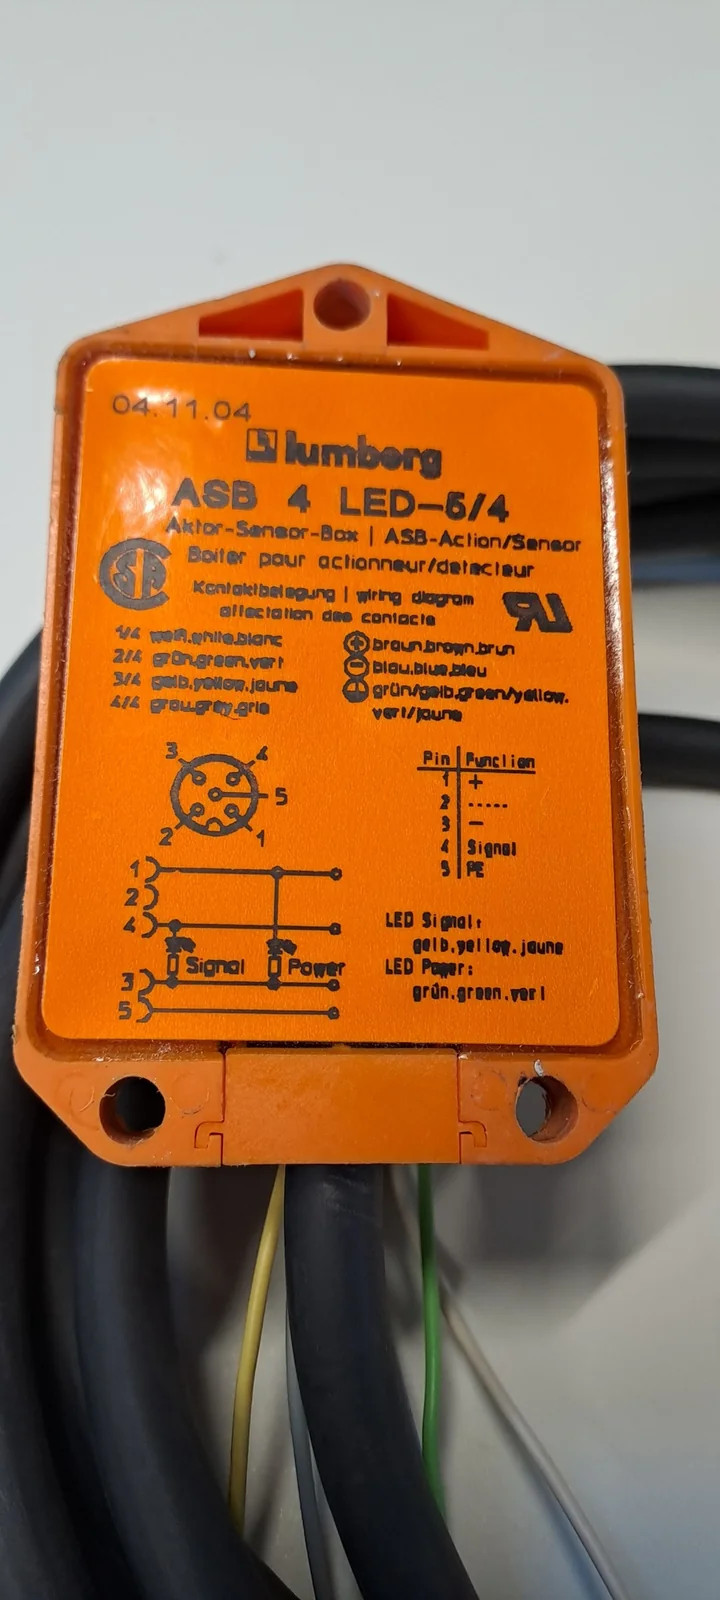 04.11.04
lumberg
ASB 4 LED-5/4
Aktor-Sensor-Box | ASB-Action/Sensor
Boiter pour actionneur/detecteur
Kontaktbelegung | wiring diagram
affectation des contacts
1/4 weiß,white,blanc
2/4 grün,green,vert
3/4 gelb,yellow,jaune
4/4 grau,grey,gris
+ braun,brown,brun
- blau,blue,bleu
grün/gelb,green/yellow,
vert/jaune
3 4
5
2 1
Pin Function
1 +
2 -----
3 -
4 Signal
5 PE
1
2
4
Signal Power
3
5
LED Signal:
gelb,yellow,jaune
LED Power:
grün,green,vert